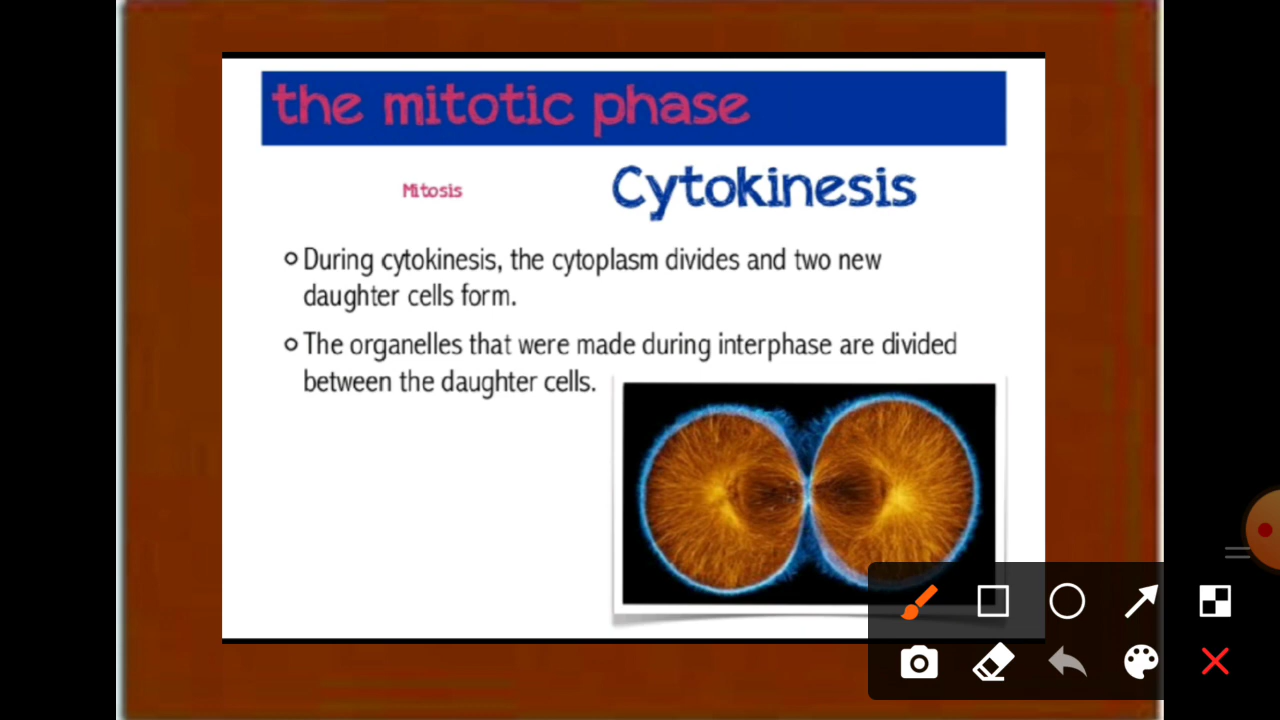 the mitotic phase
Mitosis
Cytokinesis
During cytokinesis, the cytoplasm divides and two new
daughter cells form.
The organelles that were made during interphase are divided
between the daughter cells.